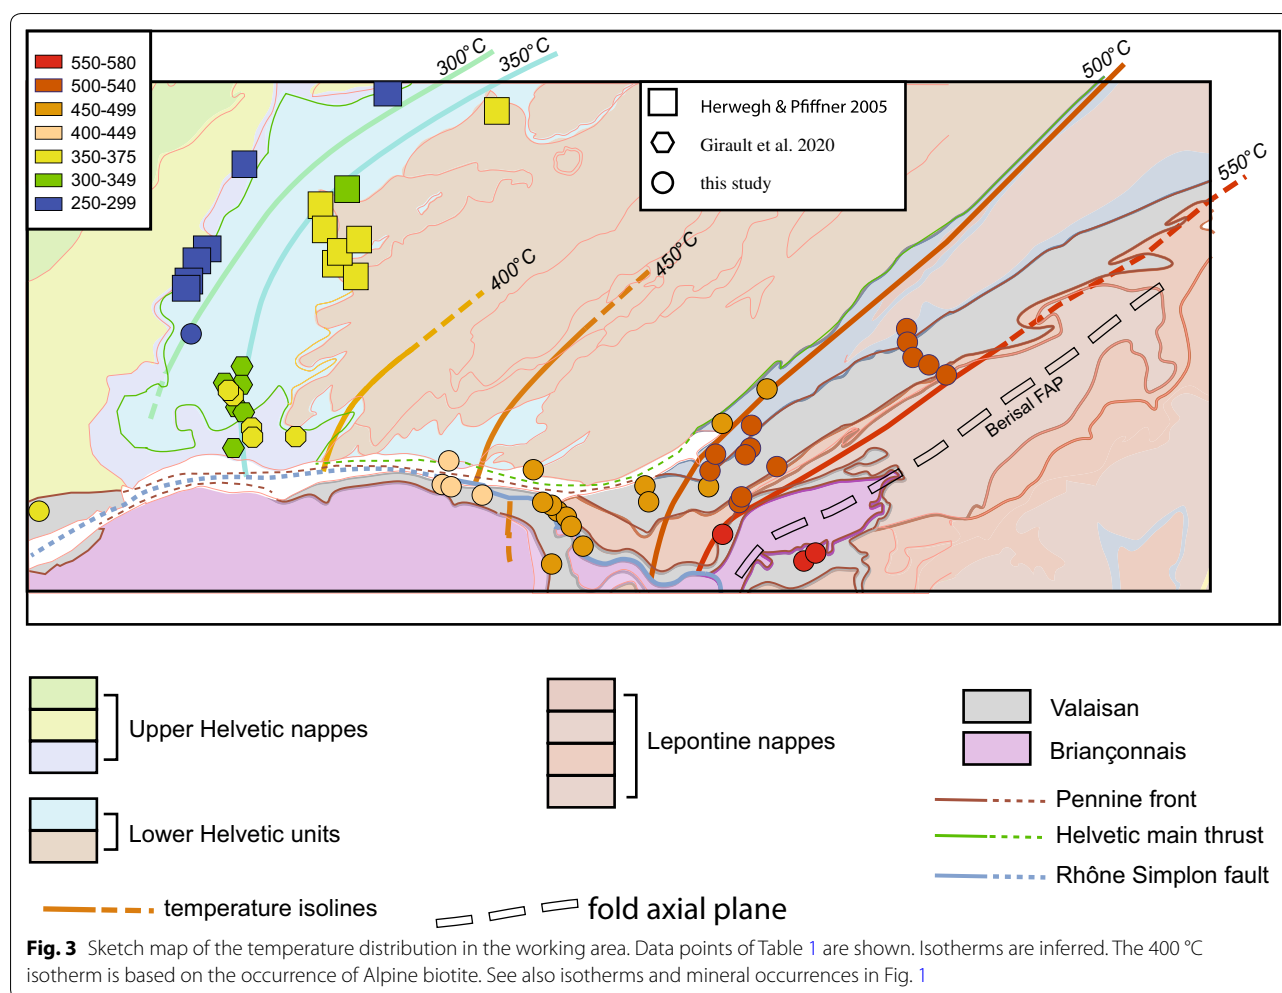 550-580
500-540
450-499
400-449
350-375
300-349
250-299
300°C
350°C
Herwegh & Pfiffner 2005
Girault et al. 2020
this study
500°C
550°C
400°C
450°C
Berisal FAP
Upper Helvetic nappes
Lower Helvetic units
Lepontine nappes
Valaisan
Briançonnais
Pennine front
Helvetic main thrust
Rhône Simplon fault
temperature isolines
fold axial plane
Fig. 3 Sketch map of the temperature distribution in the working area. Data points of Table 1 are shown. Isotherms are inferred. The 400 °C
isotherm is based on the occurrence of Alpine biotite. See also isotherms and mineral occurrences in Fig. 1